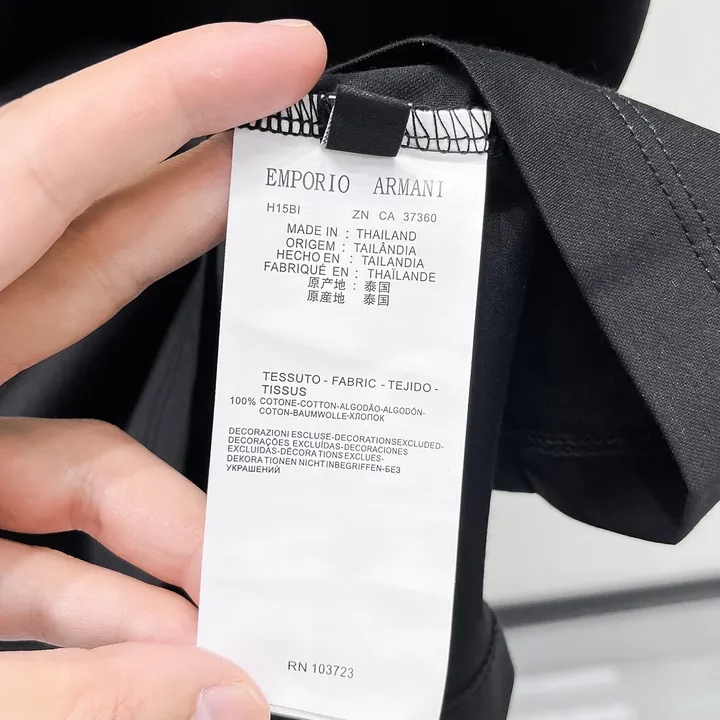 EMPORIO ARMANI
H15BI ZN CA 37360
MADE IN : THAILAND
ORIGEM : TAILÂNDIA
HECHO EN : TAILANDIA
FABRIQUÉ EN : THAÏLANDE
原产地 : 泰国
原產地 泰国
TESSUTO - FABRIC - TEJIDO -
TISSUS
100% COTONE-COTTON-ALGODÃO-ALGODÓN-
COTON-BAUMWOLLE-ХЛОПОК
DECORAZIONI ESCLUSE-DECORATIONSEXCLUDED-
DECORAÇÕES EXCLUÍDAS-DECORACIONES
EXCLUIDAS-DÉCORATIONS EXCLUES-
DEKORATIONEN NICHTINBEGRIFFEN-БЕЗ
УКРАШЕНИЙ
RN 103723